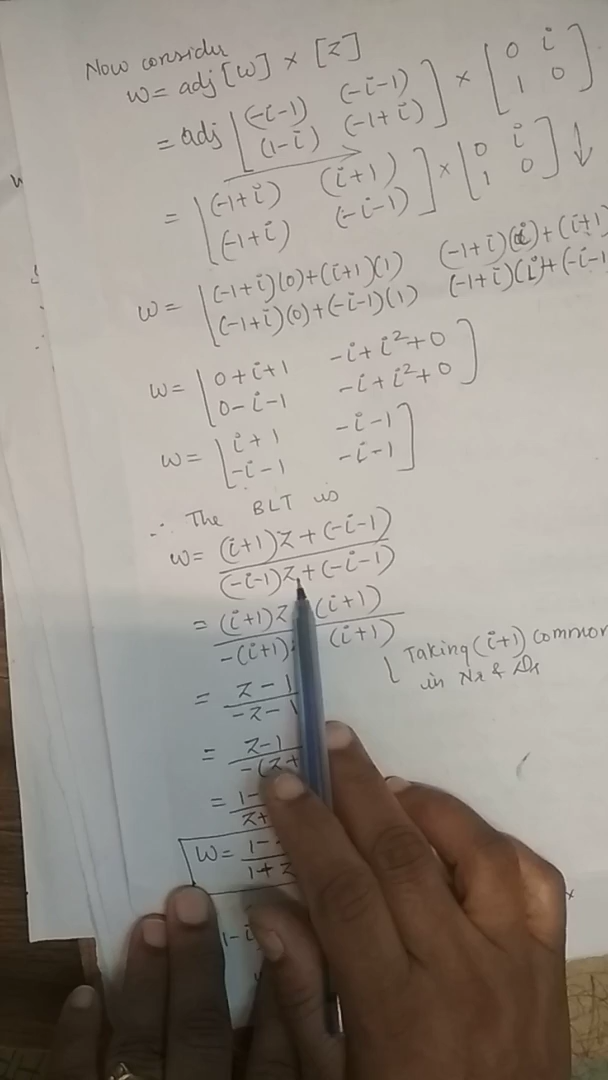 Now consider
w = adj [w] × [z]
= adj [(-i-1) (-i-1) × [0 i
(1-i) (-1+i)] 1 0]
= [(-1+i) (i+1) × [0 i
(-1+i) (-i-1)] 1 0] ↓
w = [(-1+i)(0)+(i+1)(1) (-1+i)(i)+(i+1)
(-1+i)(0)+(-i-1)(1) (-1+i)(i)+(-i-1
w = [0+i+1 -i+i²+0
0-i-1 -i+i²+0]
w = [i+1 -i-1
-i-1 -i-1]
∴ The BLT is
w = (i+1)z+(-i-1)
(-i-1)z+(-i-1)
= (i+1)z (i+1)
-(i+1) (i+1)
Taking (i+1) common
in Nr & Dr
= z-1
-z-1
= z-1
-(z+
= 1-
z+
w = 1-
1+z
1-i